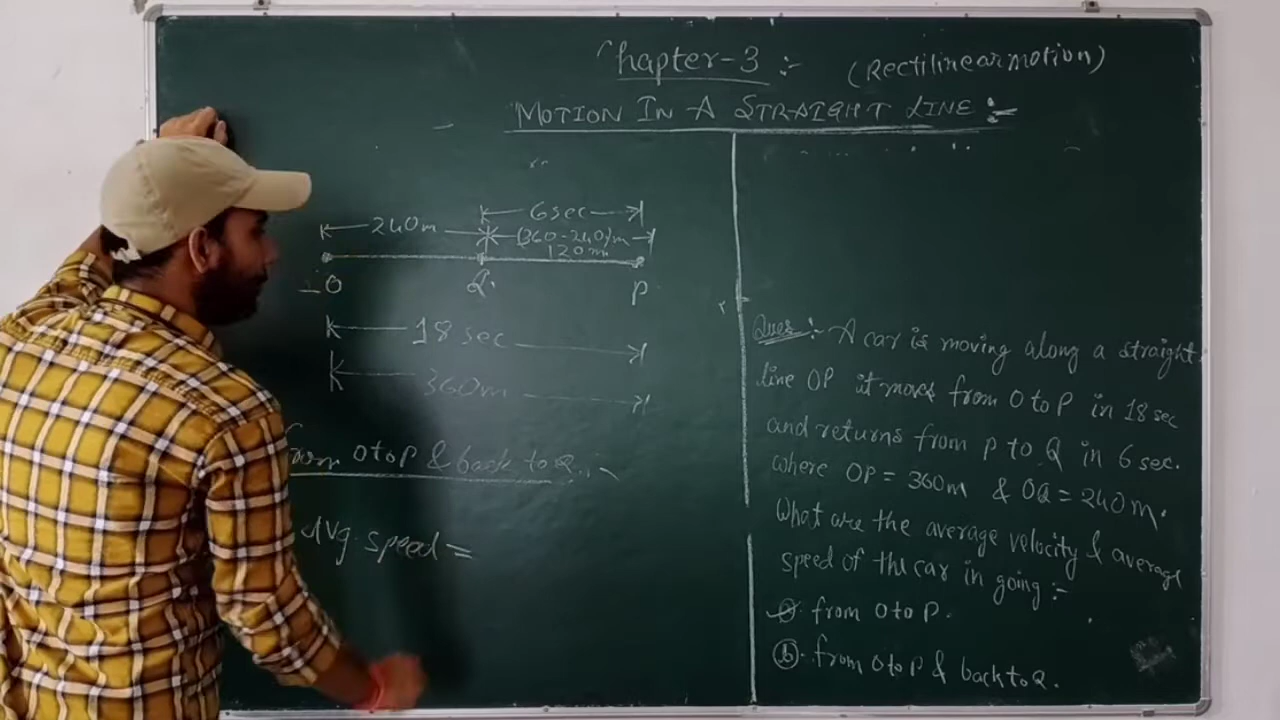 Chapter-3 :- (Rectilinear motion)
MOTION IN A STRAIGHT LINE :-
6sec
240m (360-240)m
120m
O Q. P
18 sec
360m
from O to P & back to Q :-
Avg. speed =
Ques :- A car is moving along a straight
line OP it moves from O to P in 18 sec
and returns from P to Q in 6 sec.
where OP = 360m & OQ = 240m.
What are the average velocity & average
speed of the car in going :-
from O to P.
(b). from O to P & back to Q.